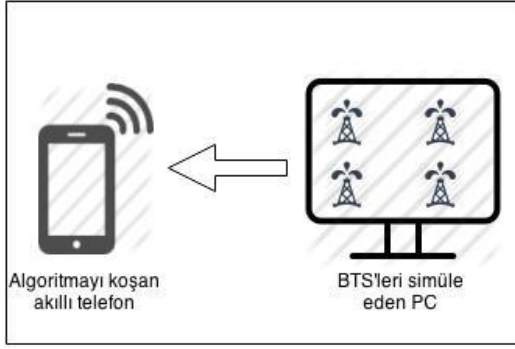 Algoritmayı koşan
akıllı telefon
BTS'leri simüle
eden PC